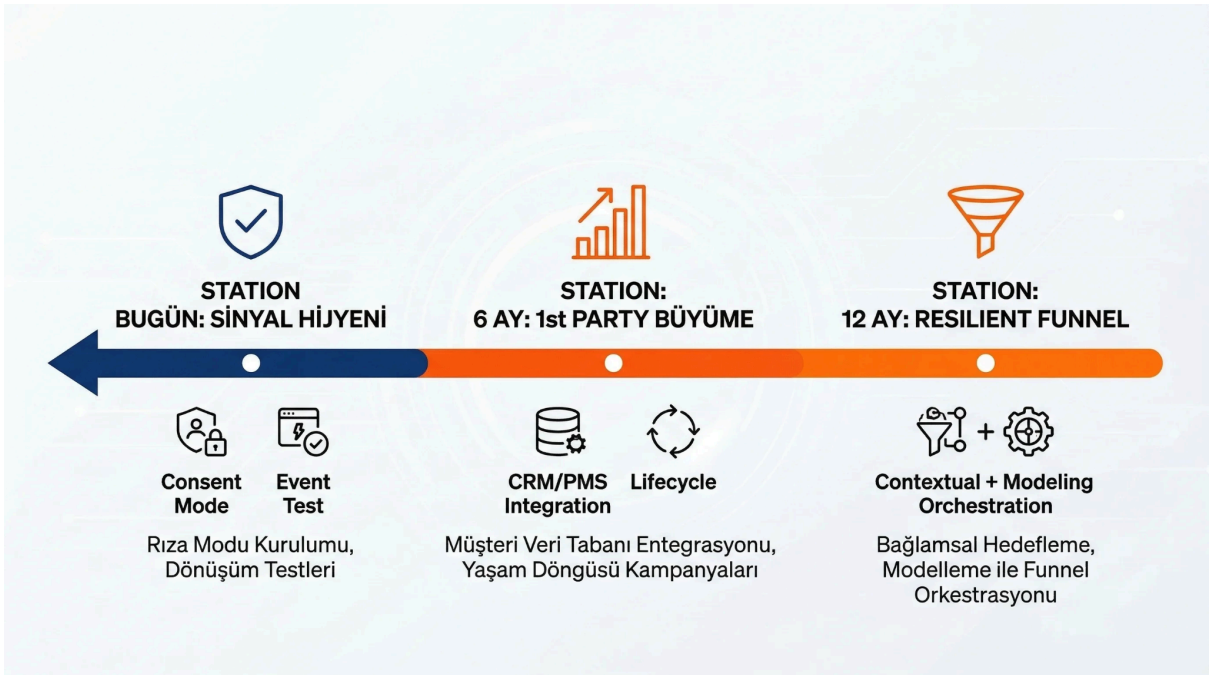 STATION
BUGÜN: SİNYAL HİJYENİ
STATION:
6 AY: 1st PARTY BÜYÜME
STATION:
12 AY: RESILIENT FUNNEL
Consent
Mode
Event
Test
Rıza Modu Kurulumu,
Dönüşüm Testleri
CRM/PMS
Integration
Lifecycle
Müşteri Veri Tabanı Entegrasyonu,
Yaşam Döngüsü Kampanyaları
+
Contextual + Modeling
Orchestration
Bağlamsal Hedefleme,
Modelleme ile Funnel
Orkestrasyonu